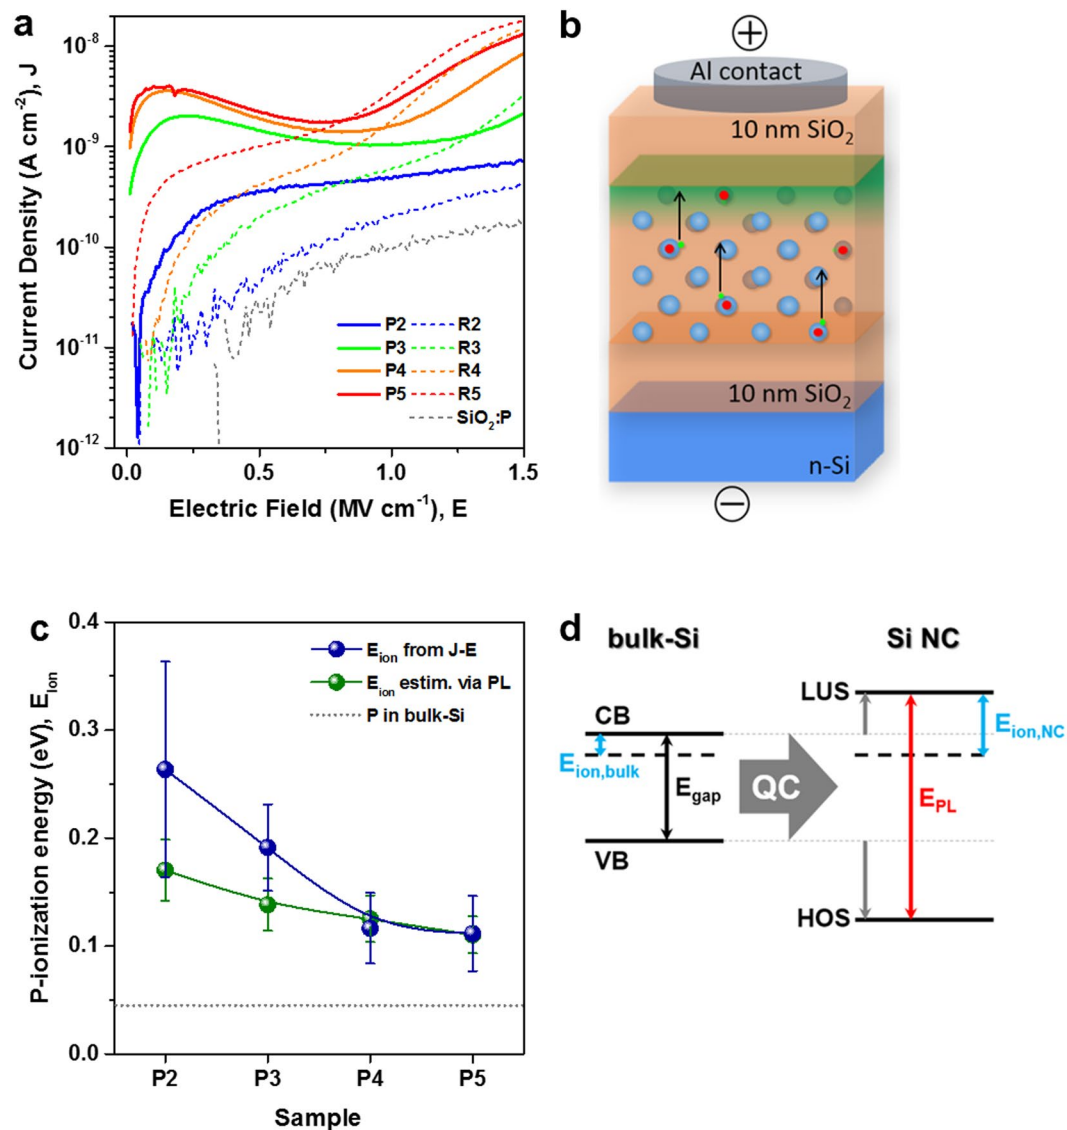 a
Current Density (A cm⁻²), J
10⁻⁸
10⁻⁹
10⁻¹⁰
10⁻¹¹
10⁻¹²
P2 R2
P3 R3
P4 R4
P5 R5
SiO₂:P
0.0 0.5 1.0 1.5
Electric Field (MV cm⁻¹), E
b
+
Al contact
10 nm SiO₂
10 nm SiO₂
n-Si
−
c
P-ionization energy (eV), E_Ion
0.4
0.3
0.2
0.1
0.0
E_ion from J-E
E_ion estim. via PL
P in bulk-Si
P2 P3 P4 P5
Sample
d
bulk-Si Si NC
LUS
CB
E_ion,NC
E_ion,bulk
E_gap
QC
E_PL
VB
HOS